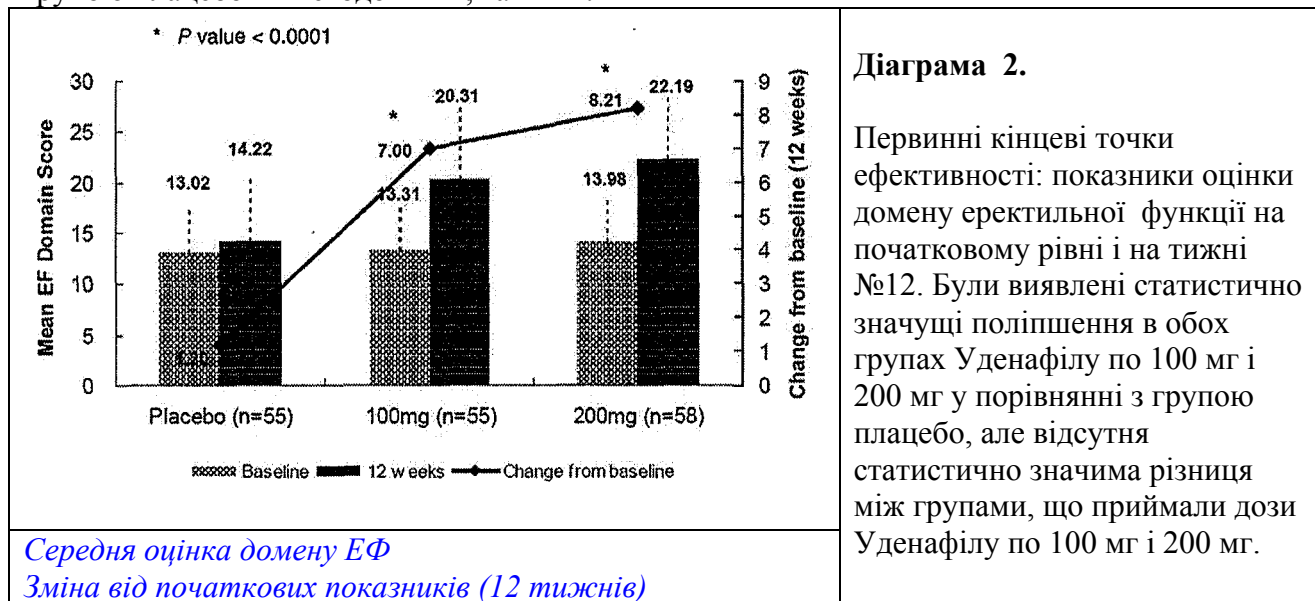 * P value < 0.0001
Mean EF Domain Score
30
25
20
15
10
5
0
13.02
14.22
7.00
*
13.31
20.31
*
8.21
13.98
22.19
9
8
7
6
5
4
3
2
1
0
Change from baseline (12 weeks)
Placebo (n=55)
100mg (n=55)
200mg (n=58)
Baseline
12 weeks
Change from baseline
Середня оцінка домену ЕФ
Зміна від початкових показників (12 тижнів)
Діаграма 2.
Первинні кінцеві точки
ефективності: показники оцінки
домену еректильної функції на
початковому рівні і на тижні
№12. Були виявлені статистично
значущі поліпшення в обох
групах Уденафілу по 100 мг і
200 мг у порівнянні з групою
плацебо, але відсутня
статистично значима різниця
між групами, що приймали дози
Уденафілу по 100 мг і 200 мг.